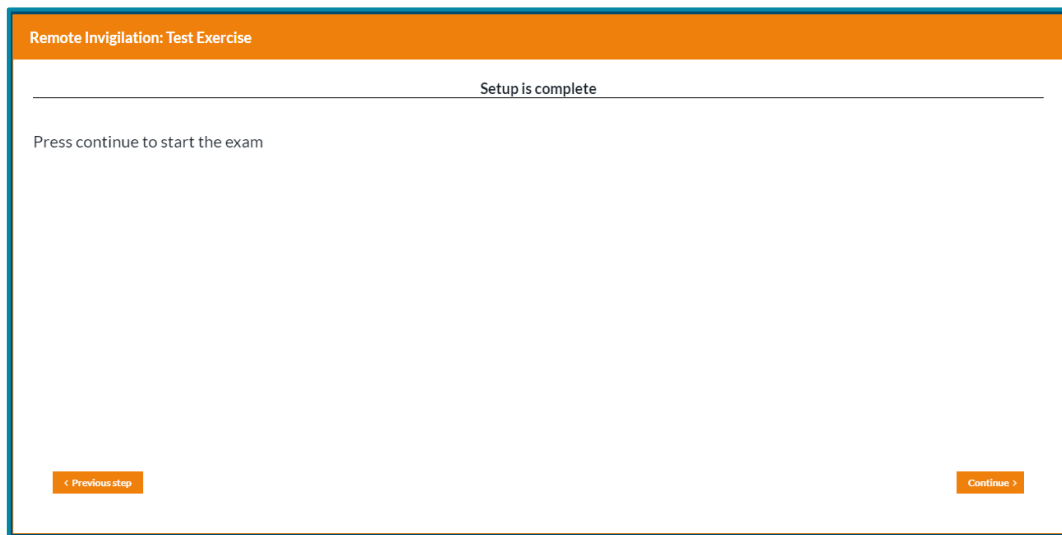 Remote Invigilation: Test Exercise
Setup is complete
Press continue to start the exam
< Previous step
Continue >